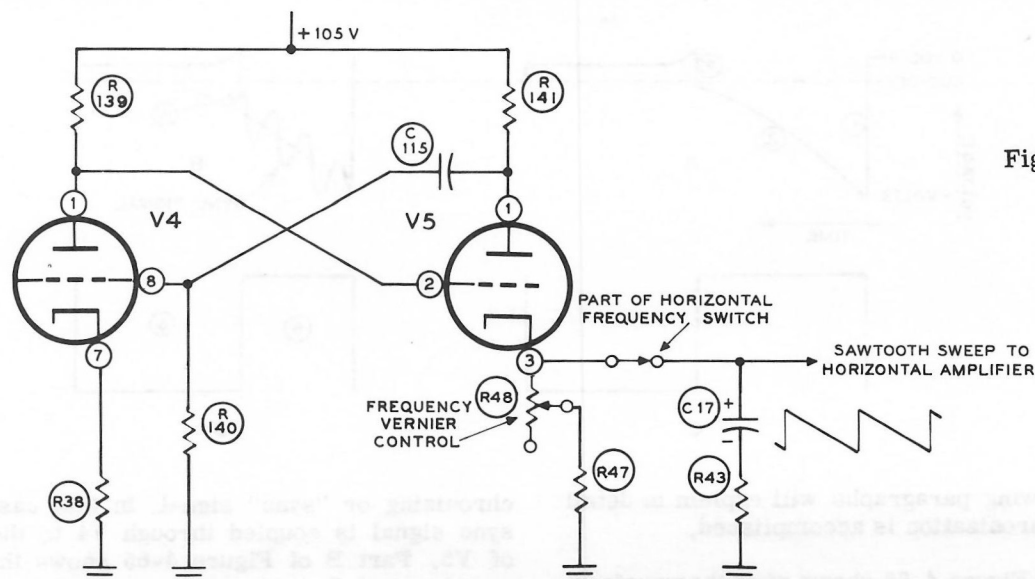 +105 V
R 139
R 141
C 115
Fig
1
V4
V5
1
8
2
PART OF HORIZONTAL
FREQUENCY SWITCH
7
3
SAWTOOTH SWEEP TO
HORIZONTAL AMPLIFIER
R 140
FREQUENCY
VERNIER
CONTROL
R48
C17
+
−
R38
R47
R43